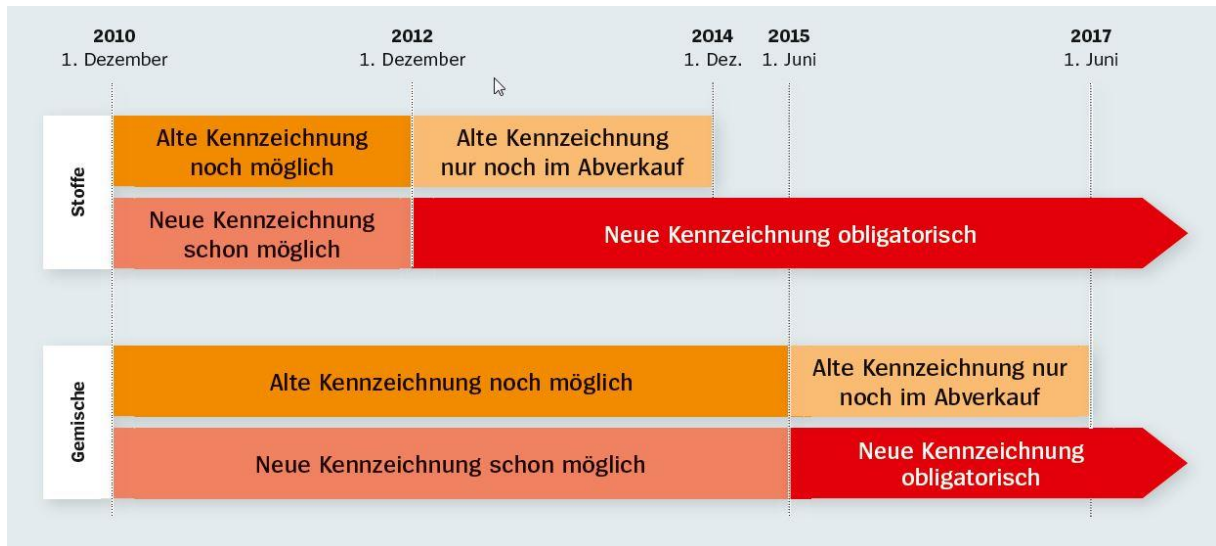 2010
1. Dezember
2012
1. Dezember
2014
1. Dez.
2015
1. Juni
2017
1. Juni
Stoffe
Alte Kennzeichnung
noch möglich
Alte Kennzeichnung
nur noch im Abverkauf
Neue Kennzeichnung
schon möglich
Neue Kennzeichnung obligatorisch
Gemische
Alte Kennzeichnung noch möglich
Alte Kennzeichnung nur
noch im Abverkauf
Neue Kennzeichnung schon möglich
Neue Kennzeichnung
obligatorisch